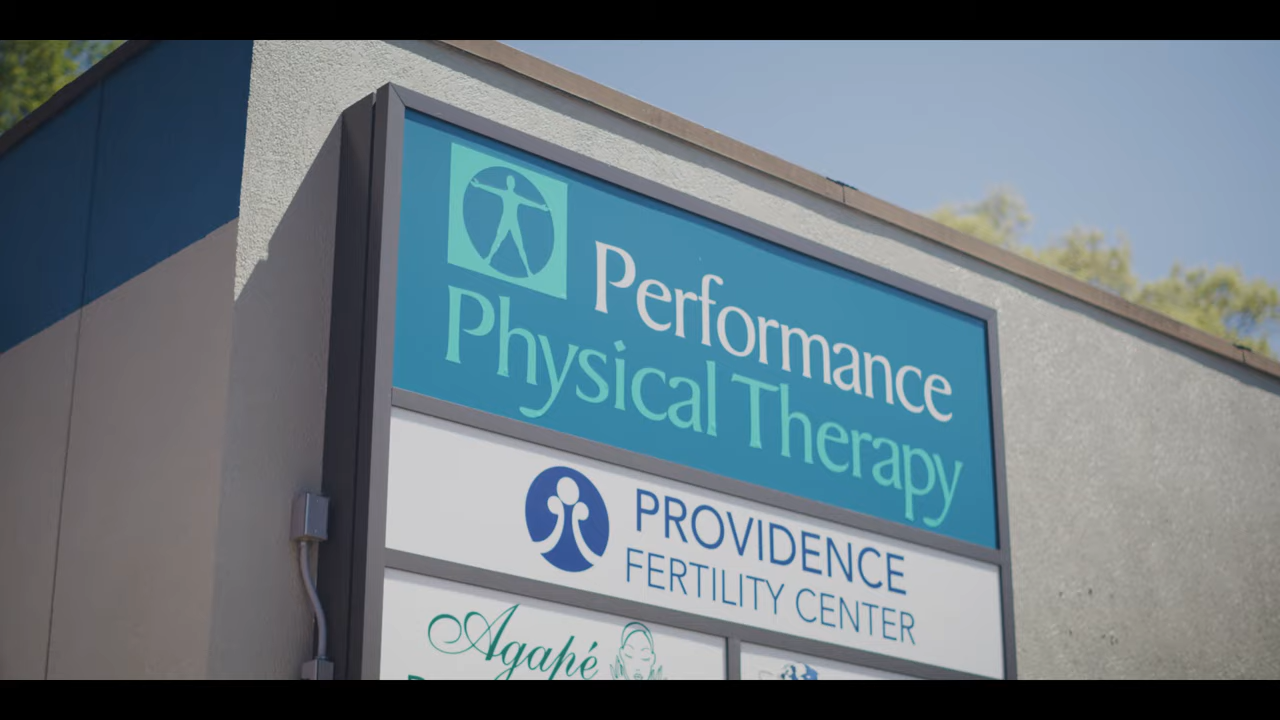 Performance
Physical Therapy
PROVIDENCE
FERTILITY CENTER
Agapé